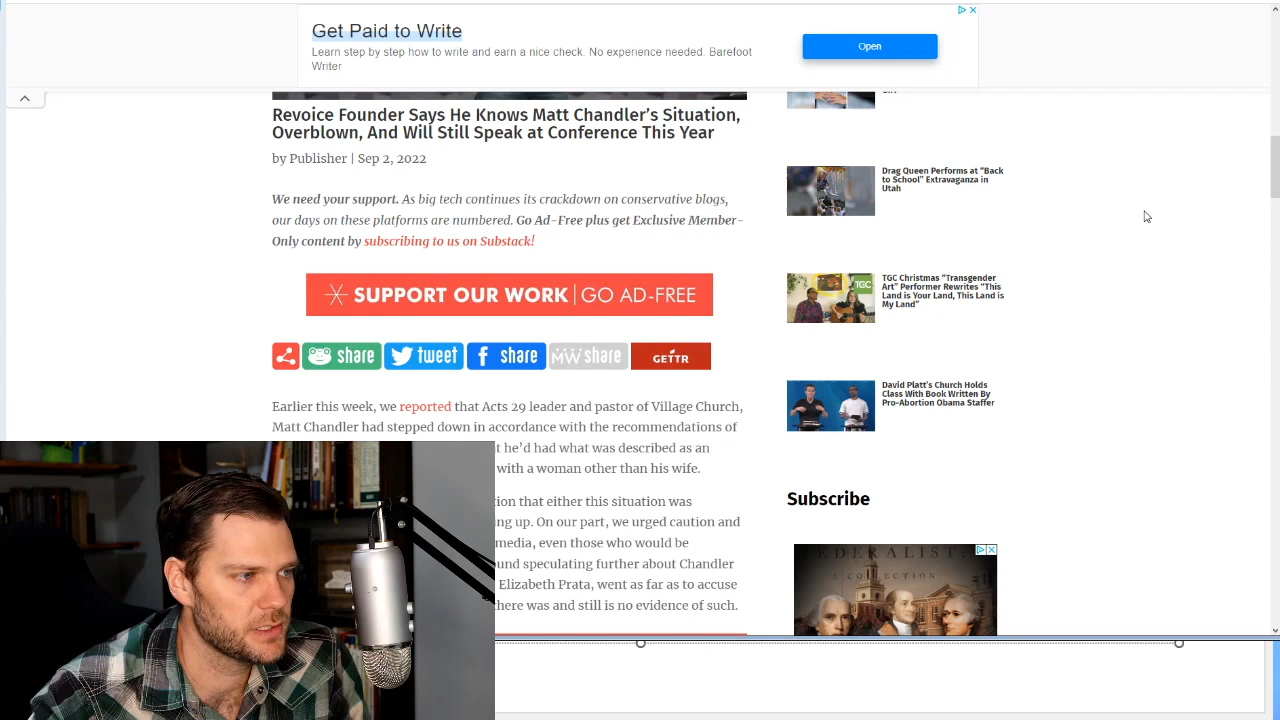 Get Paid to Write
Learn step by step how to write and earn a nice check. No experience needed. Barefoot
Writer
Open
Revoice Founder Says He Knows Matt Chandler's Situation,
Overblown, And Will Still Speak at Conference This Year
by Publisher | Sep 2, 2022
We need your support. As big tech continues its crackdown on conservative blogs,
our days on these platforms are numbered. Go Ad-Free plus get Exclusive Member-
Only content by subscribing to us on Substack!
SUPPORT OUR WORK | GO AD-FREE
share
tweet
share
MW share
GETTR
Earlier this week, we reported that Acts 29 leader and pastor of Village Church,
Matt Chandler had stepped down in accordance with the recommendations of
t he'd had what was described as an
with a woman other than his wife.
tion that either this situation was
ng up. On our part, we urged caution and
media, even those who would be
und speculating further about Chandler
Elizabeth Prata, went as far as to accuse
here was and still is no evidence of such.
Drag Queen Performs at "Back
to School" Extravaganza in
Utah
TGC
TGC Christmas "Transgender
Art" Performer Rewrites "This
Land is Your Land, This Land is
My Land"
David Platt's Church Holds
Class With Book Written By
Pro-Abortion Obama Staffer
Subscribe
FEDERALIST
A COLLECTION